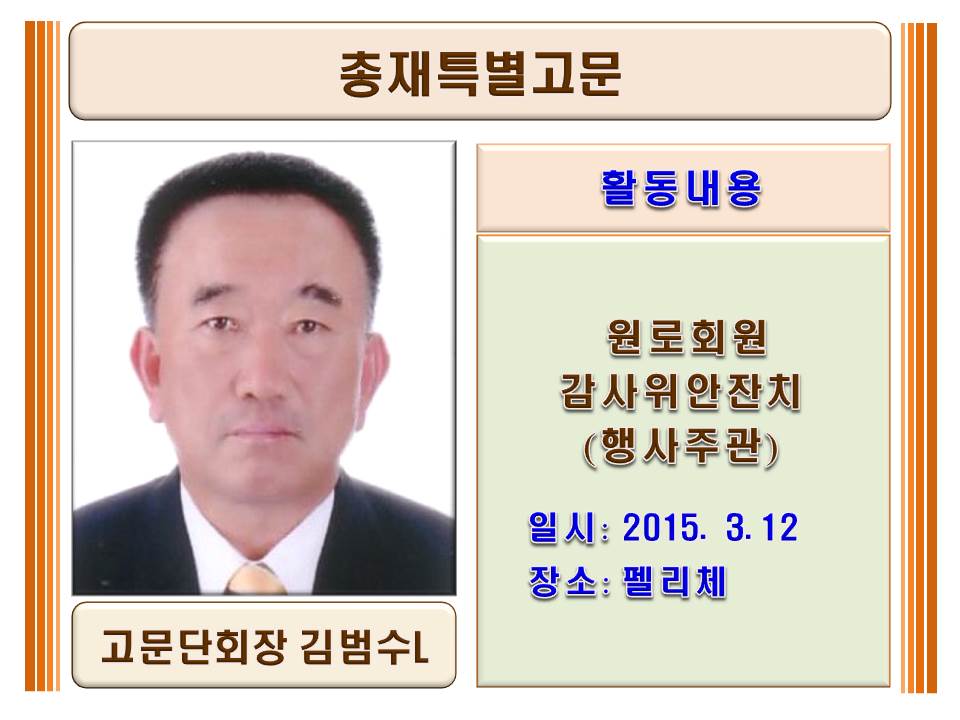 총재특별고문
활동내용
원로회원
감사위안잔치
(행사주관)
일시: 2015. 3. 12
장소: 펠리체
고문단회장 김범수L